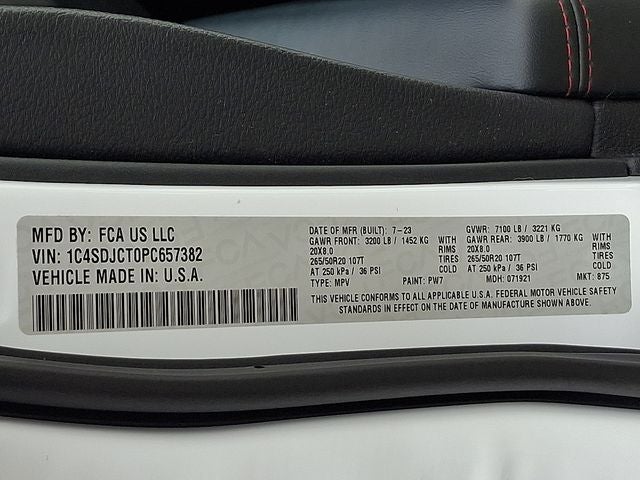 MFD BY: FCA US LLC
VIN: 1C4SDJCT0PC657382
VEHICLE MADE IN: U.S.A.
DATE OF MFR (BUILT): 7-23 GVWR: 7100 LB / 3221 KG
GAWR FRONT: 3200 LB / 1452 KG WITH GAWR REAR: 3900 LB / 1770 KG WITH
20X8.0 RIMS 20X8.0 RIMS
265/50R20 107T TIRES 265/50R20 107T TIRES
AT 250 kPa / 36 PSI COLD AT 250 kPa / 36 PSI COLD
TYPE: MPV PAINT: PW7 MDH: 071921 MKT: 875
THIS VEHICLE CONFORMS TO ALL APPLICABLE U.S.A. FEDERAL MOTOR VEHICLE SAFETY
STANDARDS IN EFFECT ON THE DATE OF MANUFACTURE SHOWN ABOVE.